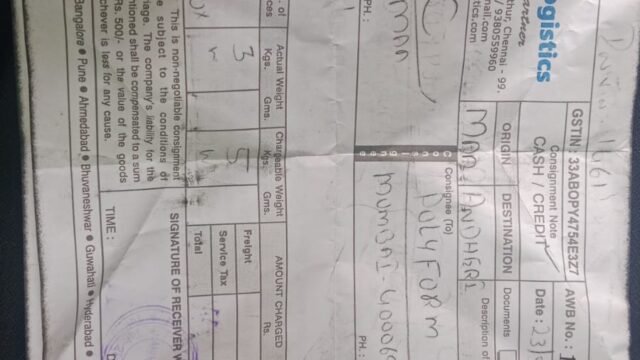 artner
ogistics
thur, Chennai - 99.
/ 9380559960
mail.com
stics.com
GSTIN : 33ABOPY4754E3Z7
Consignment Note
CASH / CREDIT
AWB No. :
Date : 23/
ORIGIN
DESTINATION
Documents
MAA
ANDHERI
Description of
PH. :
Consignee (To)
POLYFORM
MUMBAI-40006
PH. :
of
ces
Actual Weight
Kgs. Gms.
Chargeable Weight
Kgs. Gms.
AMOUNT CHARGED
Rs.
3
5
Freight
Service Tax
Total
This is non-negotiable consignment
e subject to the conditions of
iage. The company's liability for the
ntioned shall be compensated to a sum
Rs. 500/- or the value of the goods
chever is less for any cause.
SIGNATURE OF RECEIVER W
TIME :
D
Bangalore ● Pune ● Ahmedabad ● Bhuvaneshwar ● Guwahati ● Hyderabad ●